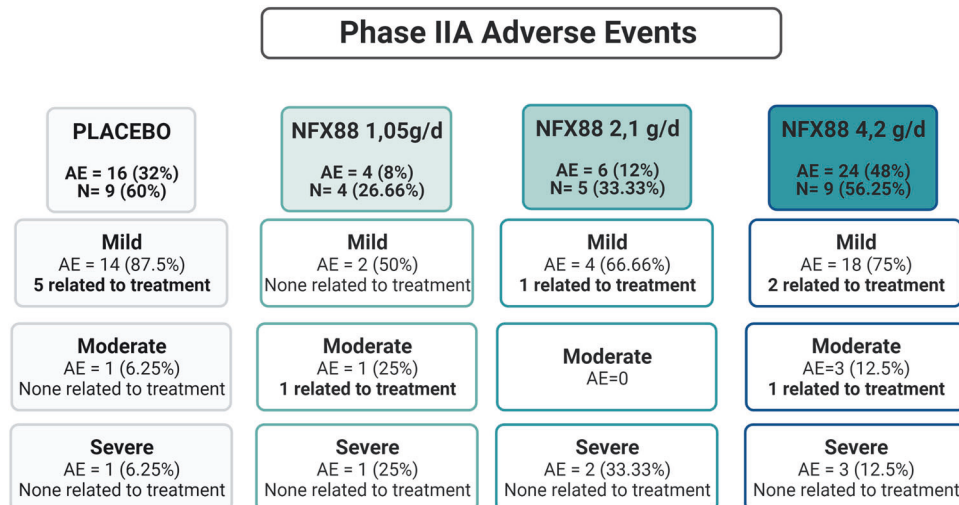 Phase IIA Adverse Events
PLACEBO
AE = 16 (32%)
N= 9 (60%)
Mild
AE = 14 (87.5%)
5 related to treatment
Moderate
AE = 1 (6.25%)
None related to treatment
Severe
AE = 1 (6.25%)
None related to treatment
NFX88 1,05g/d
AE = 4 (8%)
N= 4 (26.66%)
Mild
AE = 2 (50%)
None related to treatment
Moderate
AE = 1 (25%)
1 related to treatment
Severe
AE = 1 (25%)
None related to treatment
NFX88 2,1 g/d
AE = 6 (12%)
N= 5 (33.33%)
Mild
AE = 4 (66.66%)
1 related to treatment
Moderate
AE=0
Severe
AE = 2 (33.33%)
None related to treatment
NFX88 4,2 g/d
AE = 24 (48%)
N= 9 (56.25%)
Mild
AE = 18 (75%)
2 related to treatment
Moderate
AE=3 (12.5%)
1 related to treatment
Severe
AE = 3 (12.5%)
None related to treatment